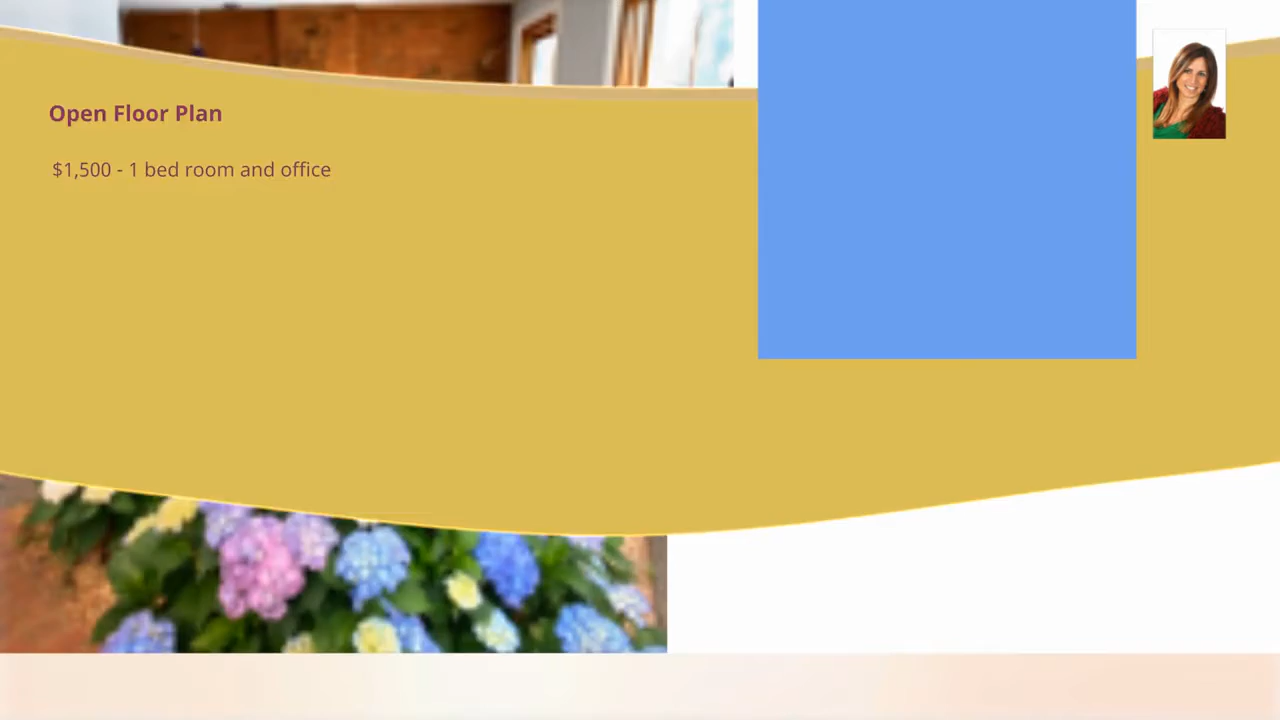 Open Floor Plan
$1,500 - 1 bed room and office